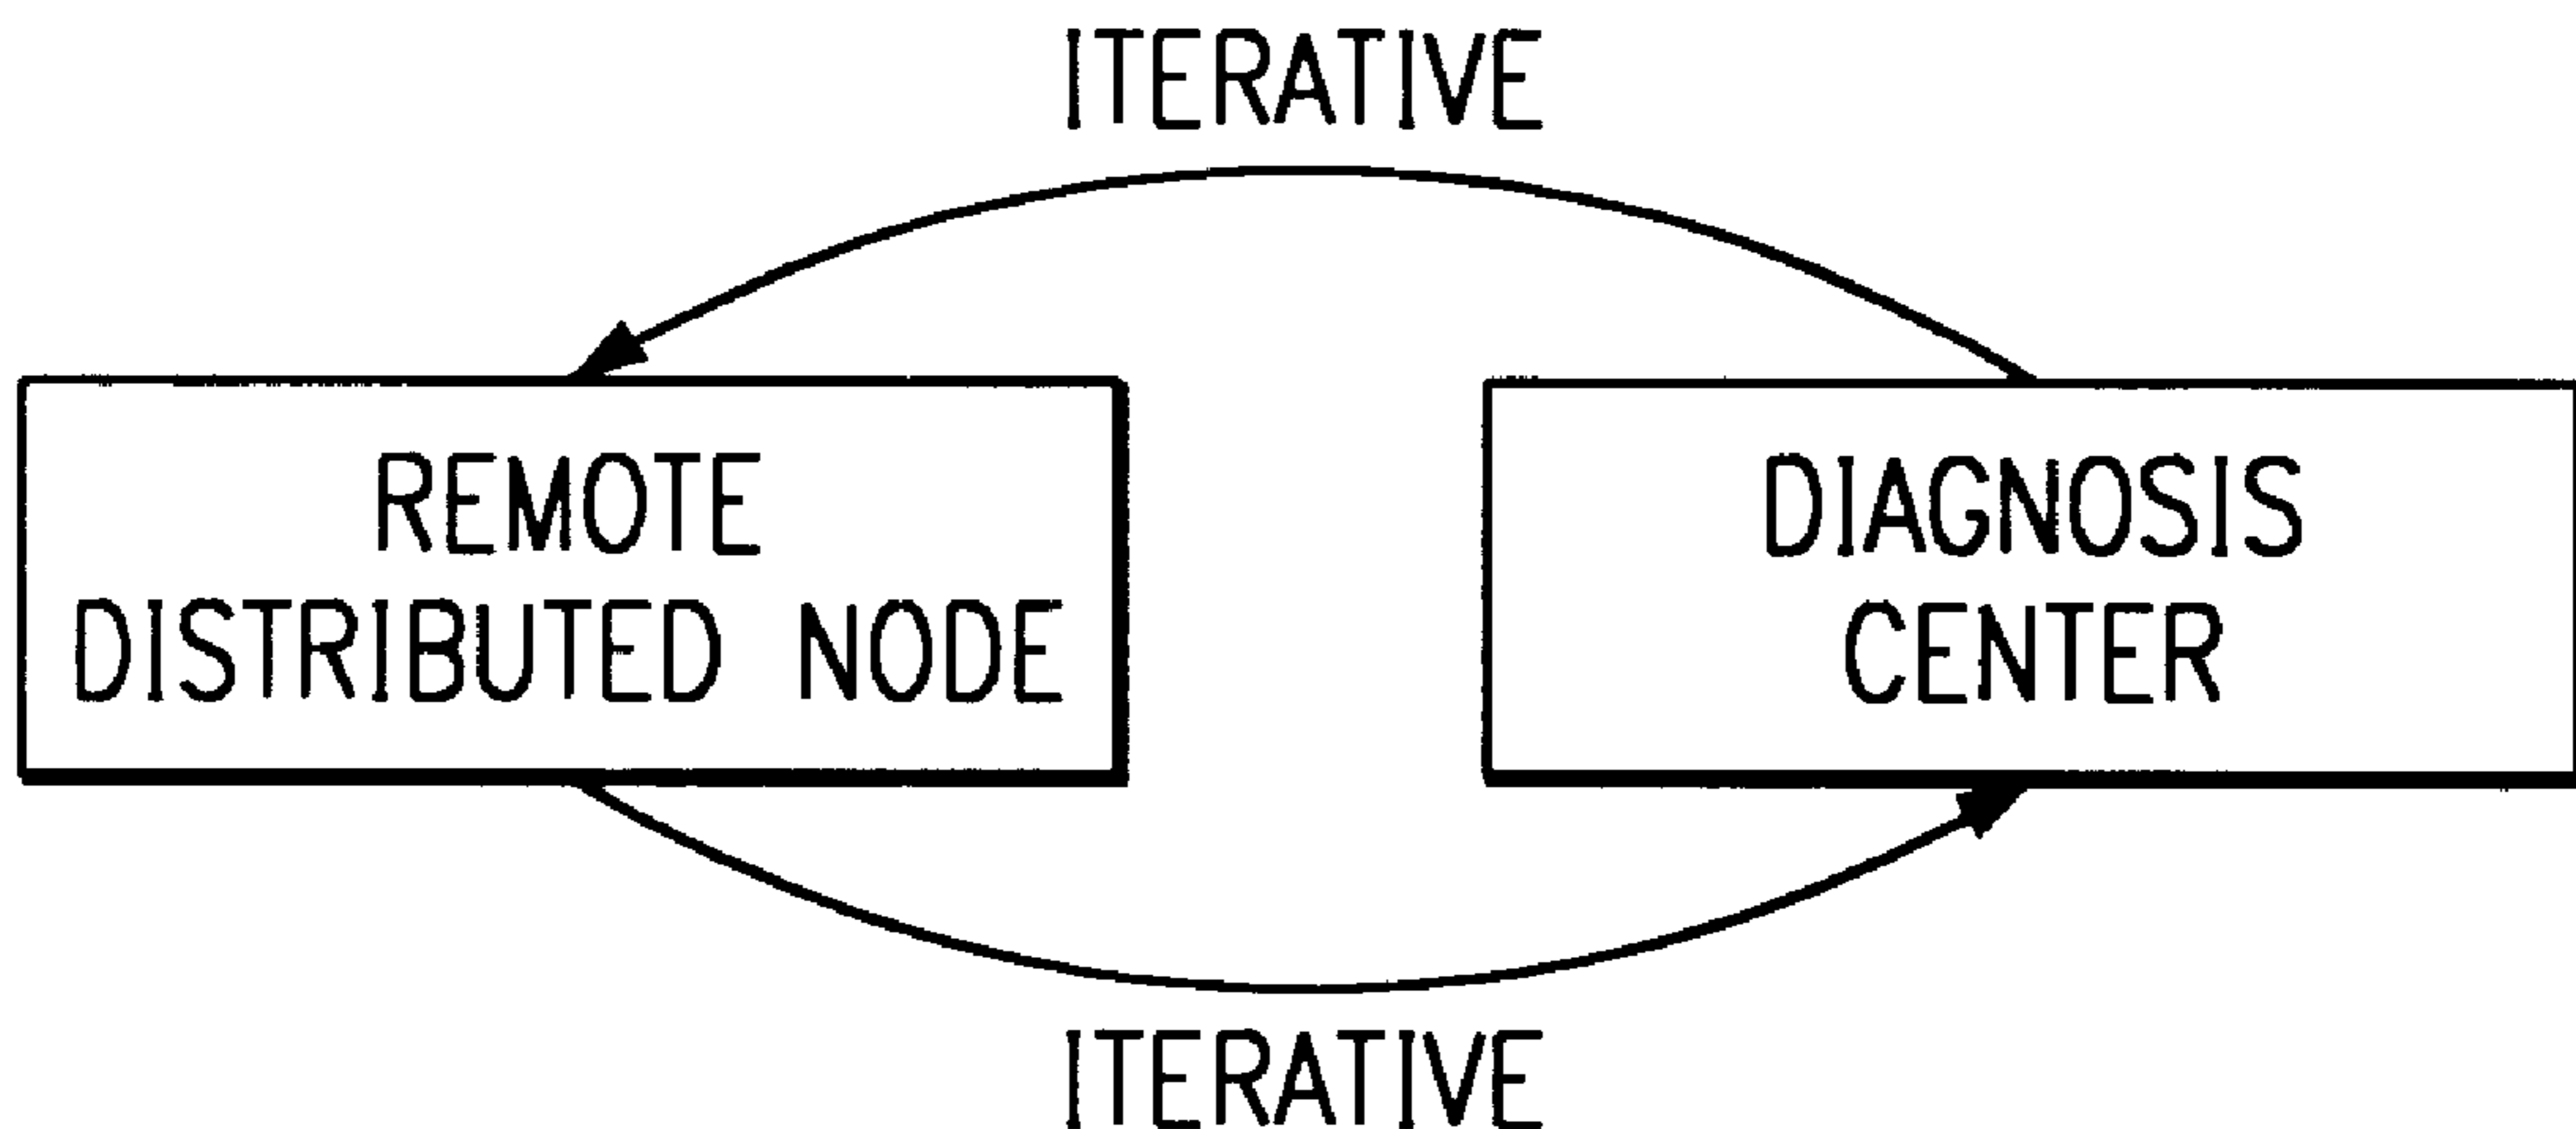 ITERATIVE
REMOTE
DISTRIBUTED NODE
DIAGNOSIS
CENTER
ITERATIVE